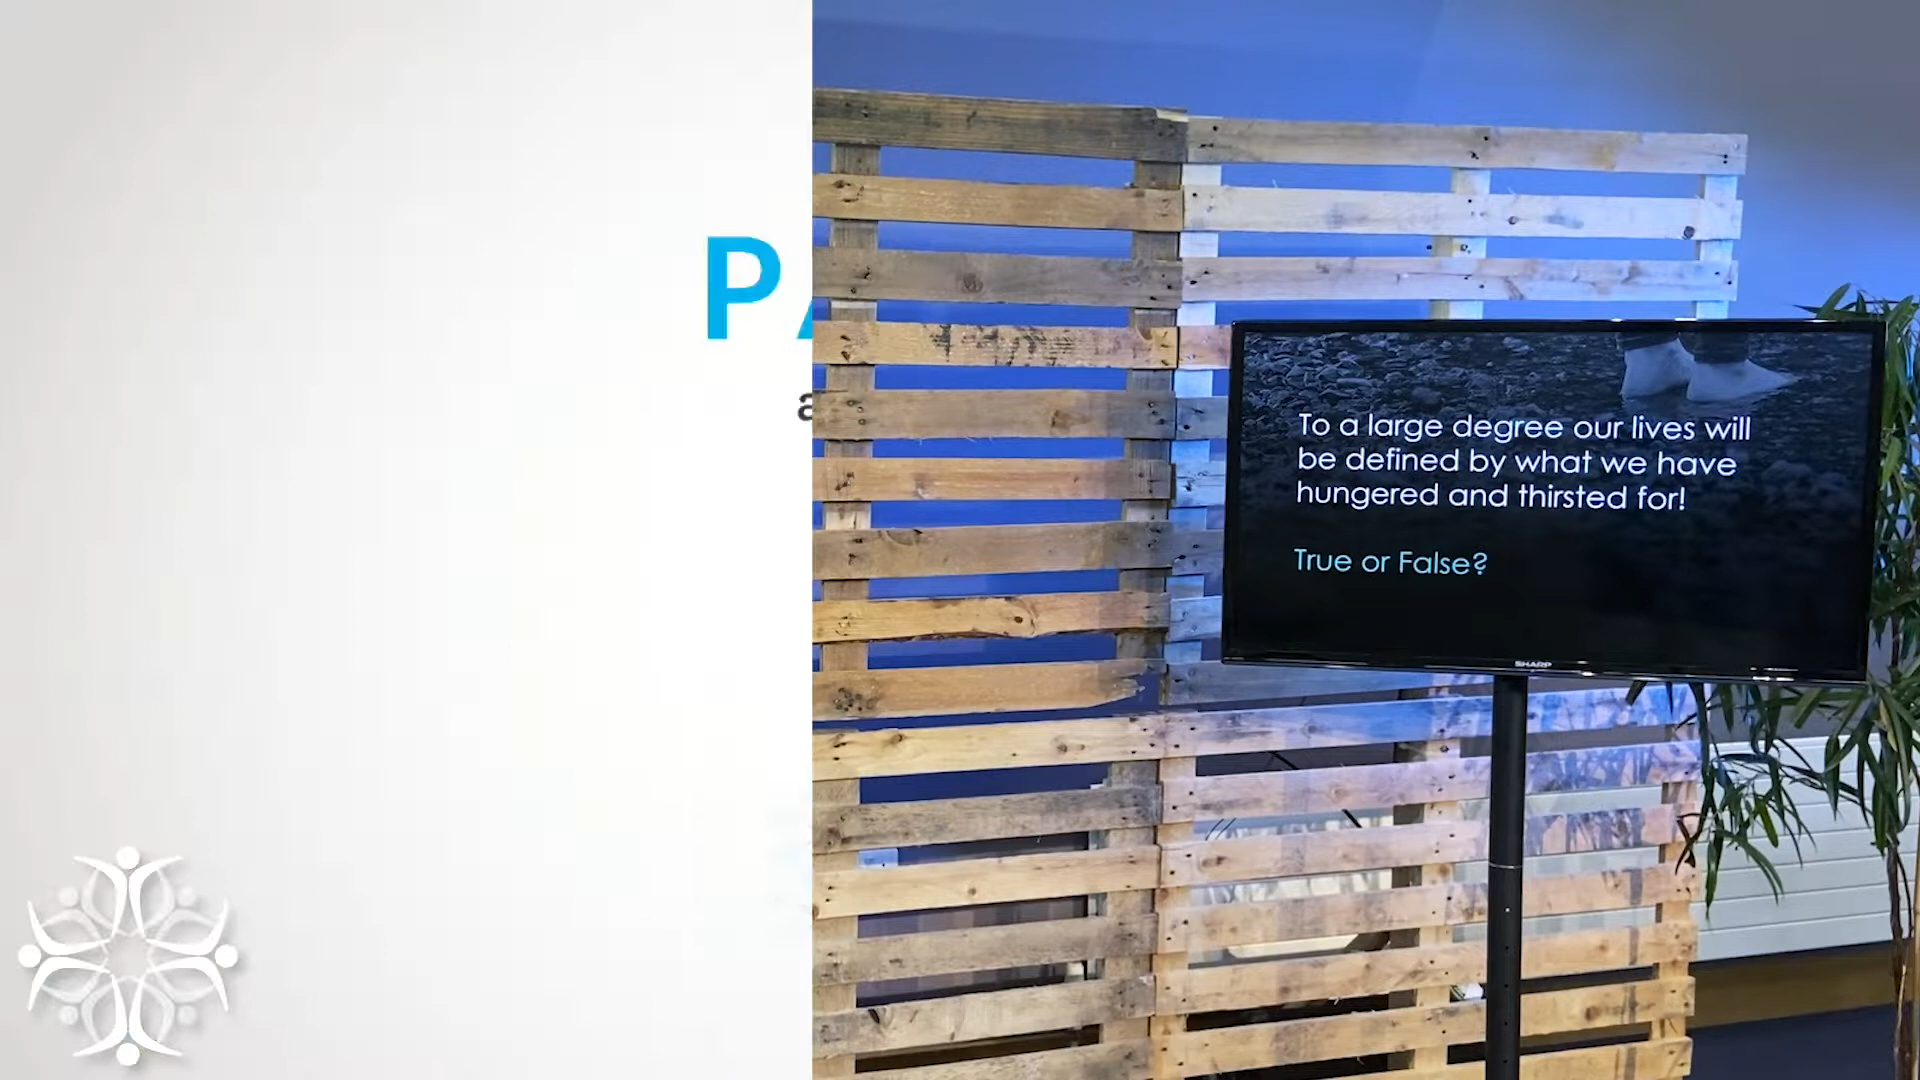 P
To a large degree our lives will
be defined by what we have
hungered and thirsted for!
True or False?
SHARP